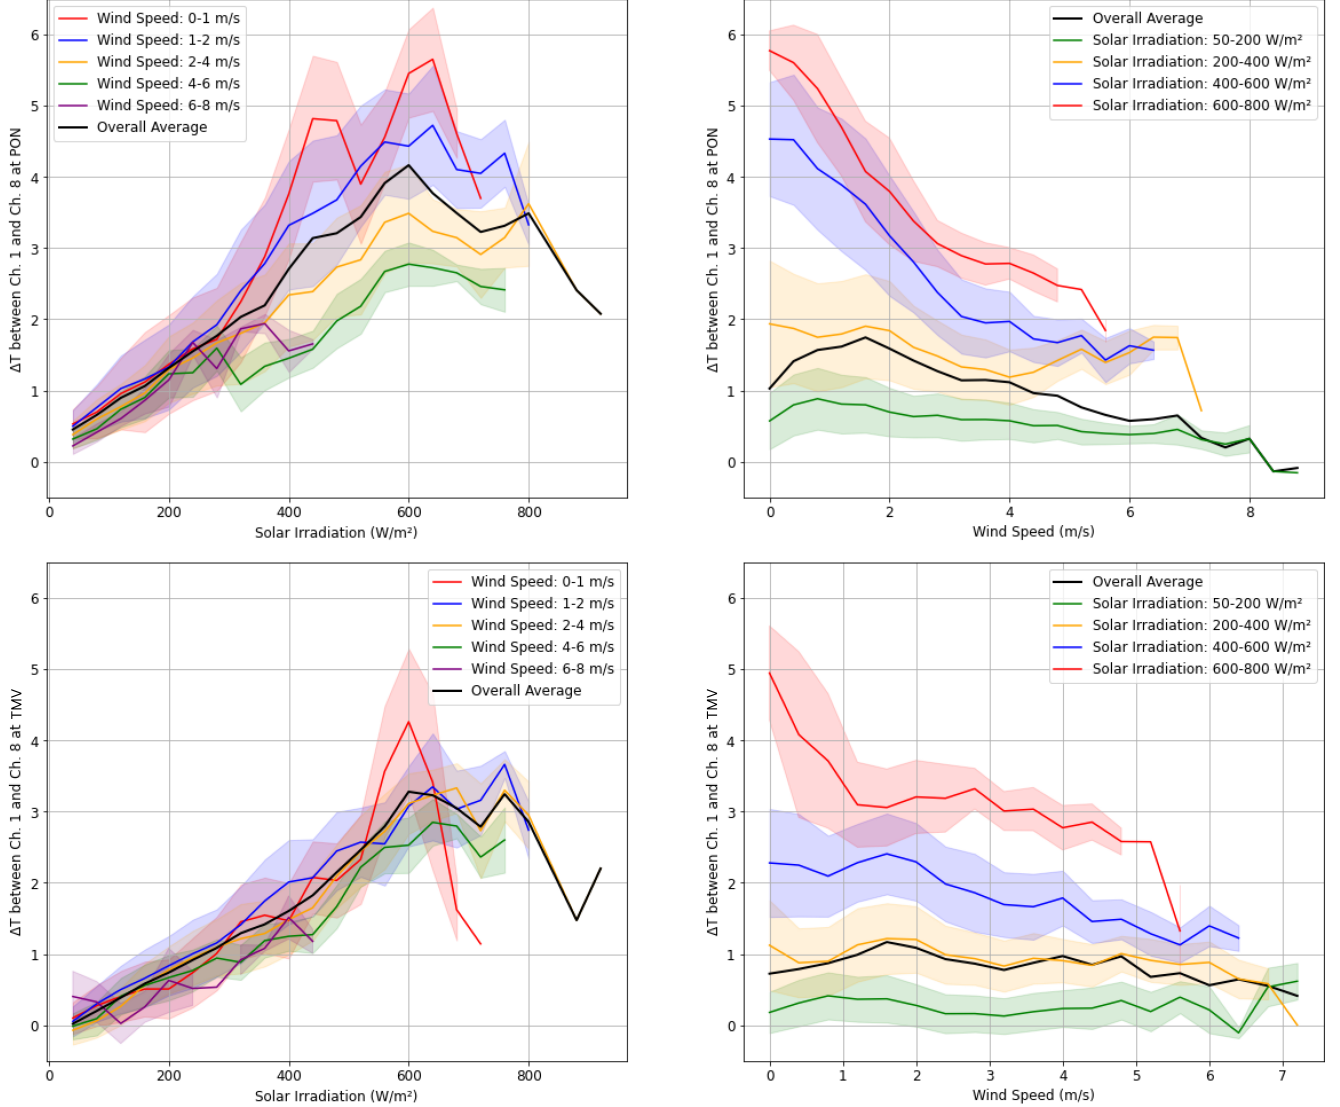 ΔT between Ch. 1 and Ch. 8 at PON
6
5
4
3
2
1
0
Wind Speed: 0-1 m/s
Wind Speed: 1-2 m/s
Wind Speed: 2-4 m/s
Wind Speed: 4-6 m/s
Wind Speed: 6-8 m/s
Overall Average
0 200 400 600 800
Solar Irradiation (W/m²)
ΔT between Ch. 1 and Ch. 8 at PON
6
5
4
3
2
1
0
Overall Average
Solar Irradiation: 50-200 W/m²
Solar Irradiation: 200-400 W/m²
Solar Irradiation: 400-600 W/m²
Solar Irradiation: 600-800 W/m²
0 2 4 6 8
Wind Speed (m/s)
ΔT between Ch. 1 and Ch. 8 at TMV
6
5
4
3
2
1
0
Wind Speed: 0-1 m/s
Wind Speed: 1-2 m/s
Wind Speed: 2-4 m/s
Wind Speed: 4-6 m/s
Wind Speed: 6-8 m/s
Overall Average
0 200 400 600 800
Solar Irradiation (W/m²)
ΔT between Ch. 1 and Ch. 8 at TMV
6
5
4
3
2
1
0
Overall Average
Solar Irradiation: 50-200 W/m²
Solar Irradiation: 200-400 W/m²
Solar Irradiation: 400-600 W/m²
Solar Irradiation: 600-800 W/m²
0 1 2 3 4 5 6 7
Wind Speed (m/s)